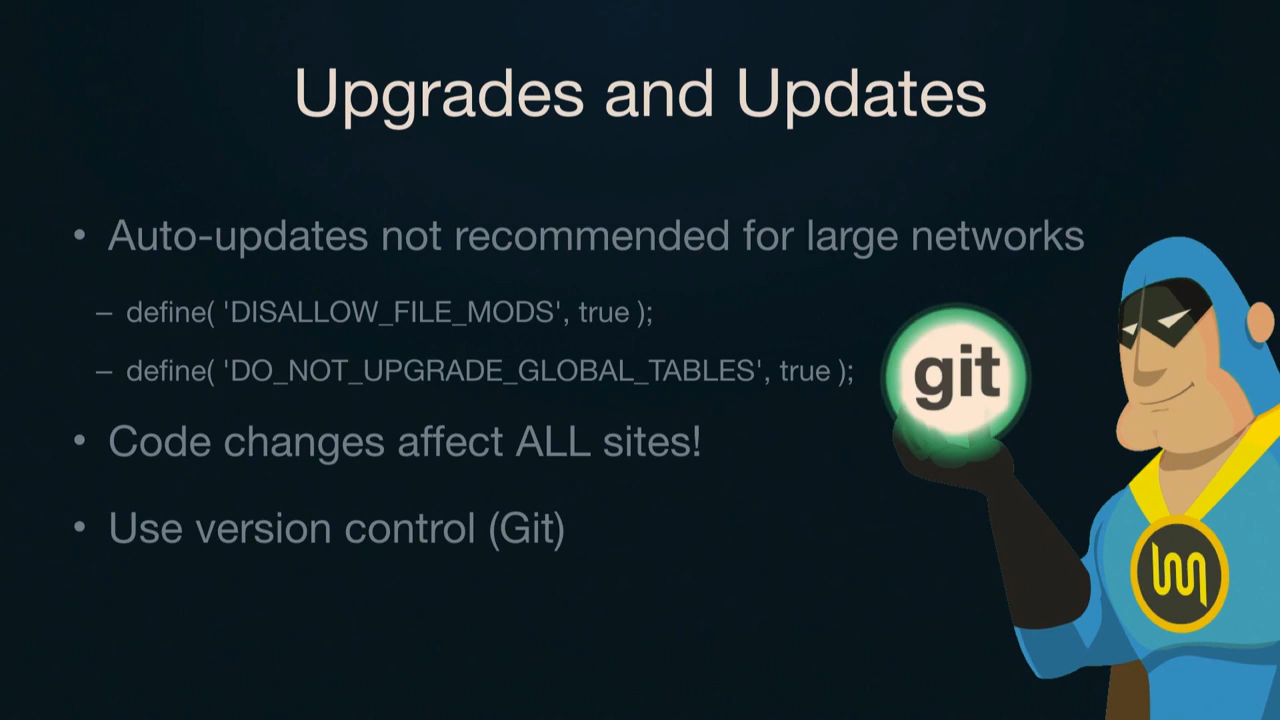 Upgrades and Updates
• Auto-updates not recommended for large networks
– define( 'DISALLOW_FILE_MODS', true );
– define( 'DO_NOT_UPGRADE_GLOBAL_TABLES', true );
git
• Code changes affect ALL sites!
• Use version control (Git)